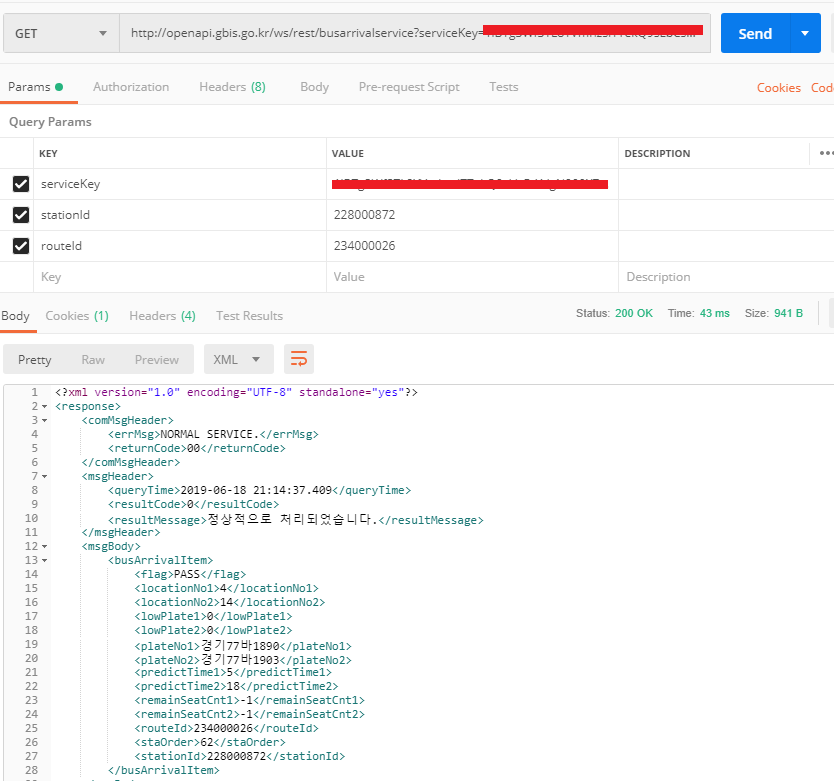 GET http://openapi.gbis.go.kr/ws/rest/busarrivalservice?serviceKey= Send
Params Authorization Headers (8) Body Pre-request Script Tests Cookies Cod
Query Params
KEY VALUE DESCRIPTION •••
serviceKey
stationId 228000872
routeId 234000026
Key Value Description
Body Cookies (1) Headers (4) Test Results Status: 200 OK Time: 43 ms Size: 941 B
Pretty Raw Preview XML
1 <?xml version="1.0" encoding="UTF-8" standalone="yes"?>
2 <response>
3 <comMsgHeader>
4 <errMsg>NORMAL SERVICE.</errMsg>
5 <returnCode>00</returnCode>
6 </comMsgHeader>
7 <msgHeader>
8 <queryTime>2019-06-18 21:14:37.409</queryTime>
9 <resultCode>0</resultCode>
10 <resultMessage>정상적으로 처리되었습니다.</resultMessage>
11 </msgHeader>
12 <msgBody>
13 <busArrivalItem>
14 <flag>PASS</flag>
15 <locationNo1>4</locationNo1>
16 <locationNo2>14</locationNo2>
17 <lowPlate1>0</lowPlate1>
18 <lowPlate2>0</lowPlate2>
19 <plateNo1>경기77바1890</plateNo1>
20 <plateNo2>경기77바1903</plateNo2>
21 <predictTime1>5</predictTime1>
22 <predictTime2>18</predictTime2>
23 <remainSeatCnt1>-1</remainSeatCnt1>
24 <remainSeatCnt2>-1</remainSeatCnt2>
25 <routeId>234000026</routeId>
26 <staOrder>62</staOrder>
27 <stationId>228000872</stationId>
28 </busArrivalItem>